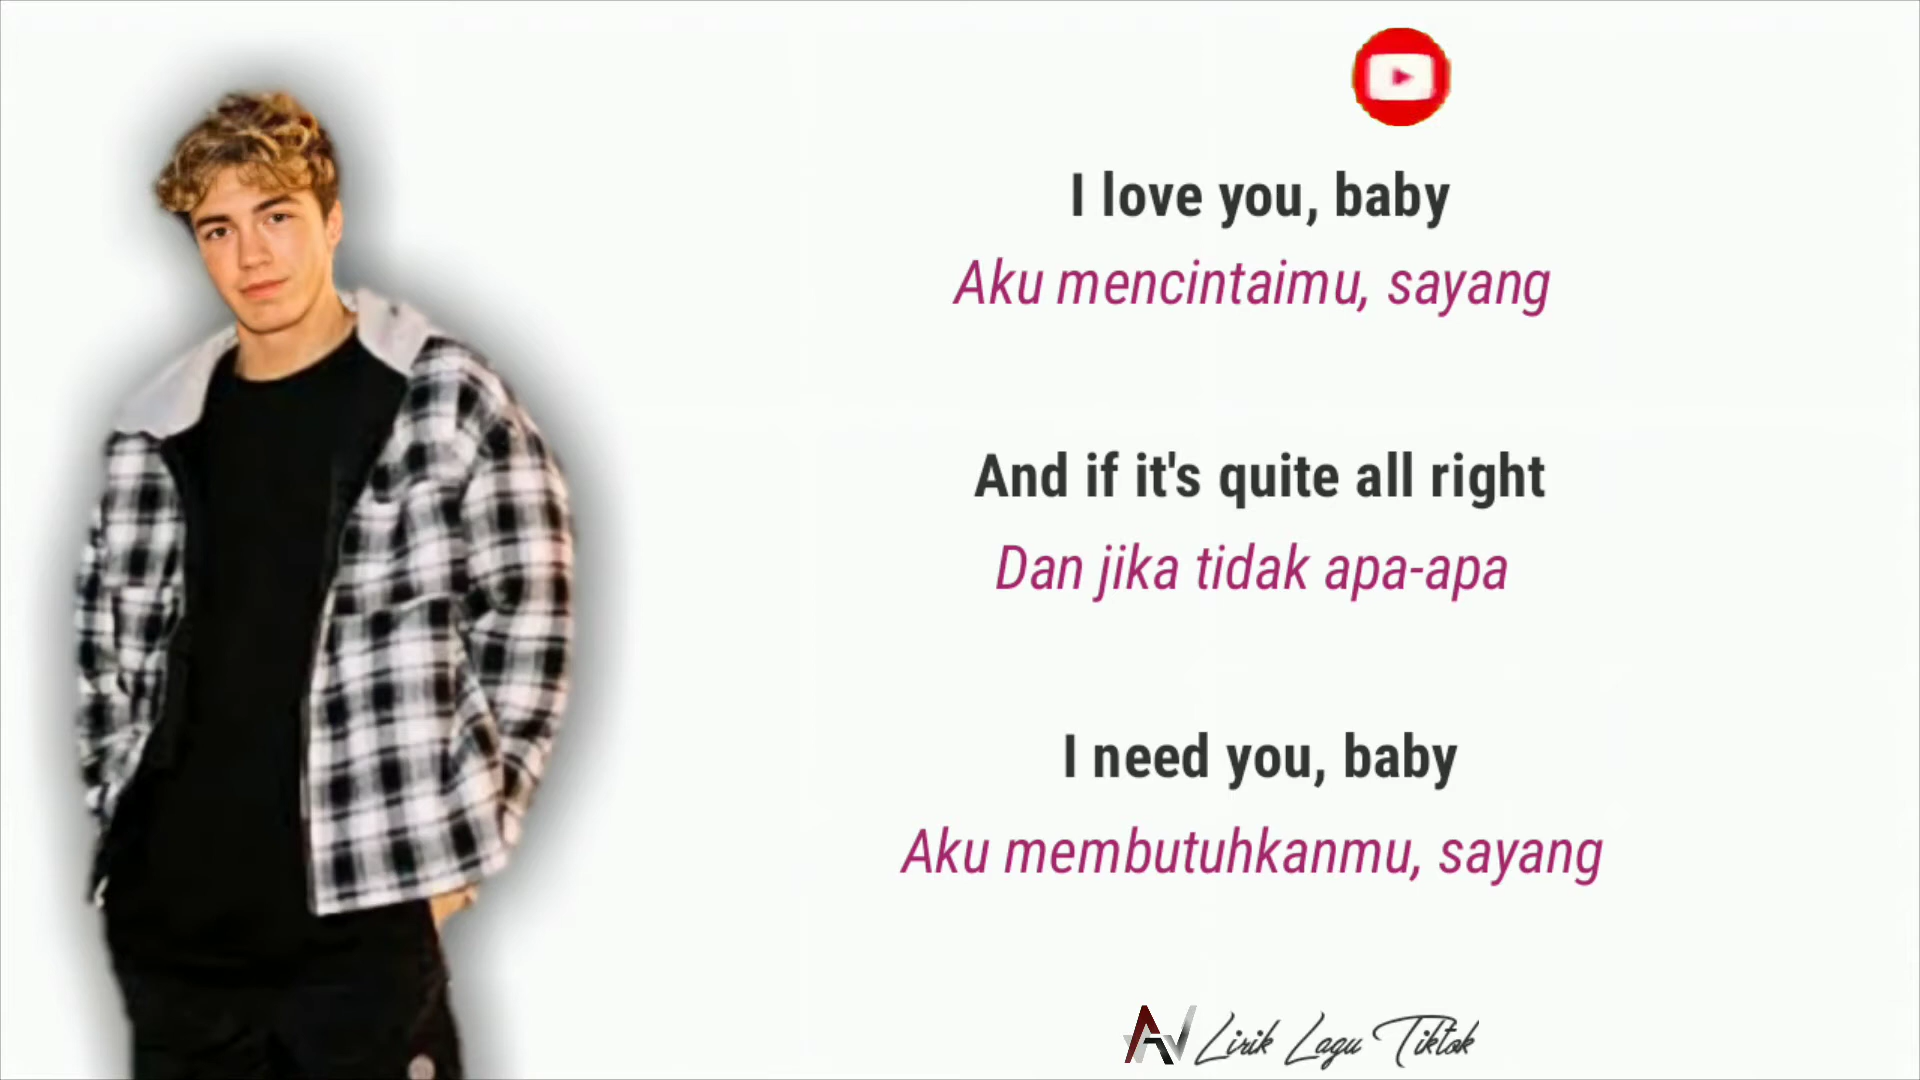 I love you, baby
Aku mencintaimu, sayang
And if it's quite all right
Dan jika tidak apa-apa
I need you, baby
Aku membutuhkanmu, sayang
Lirik Lagu Tiktok